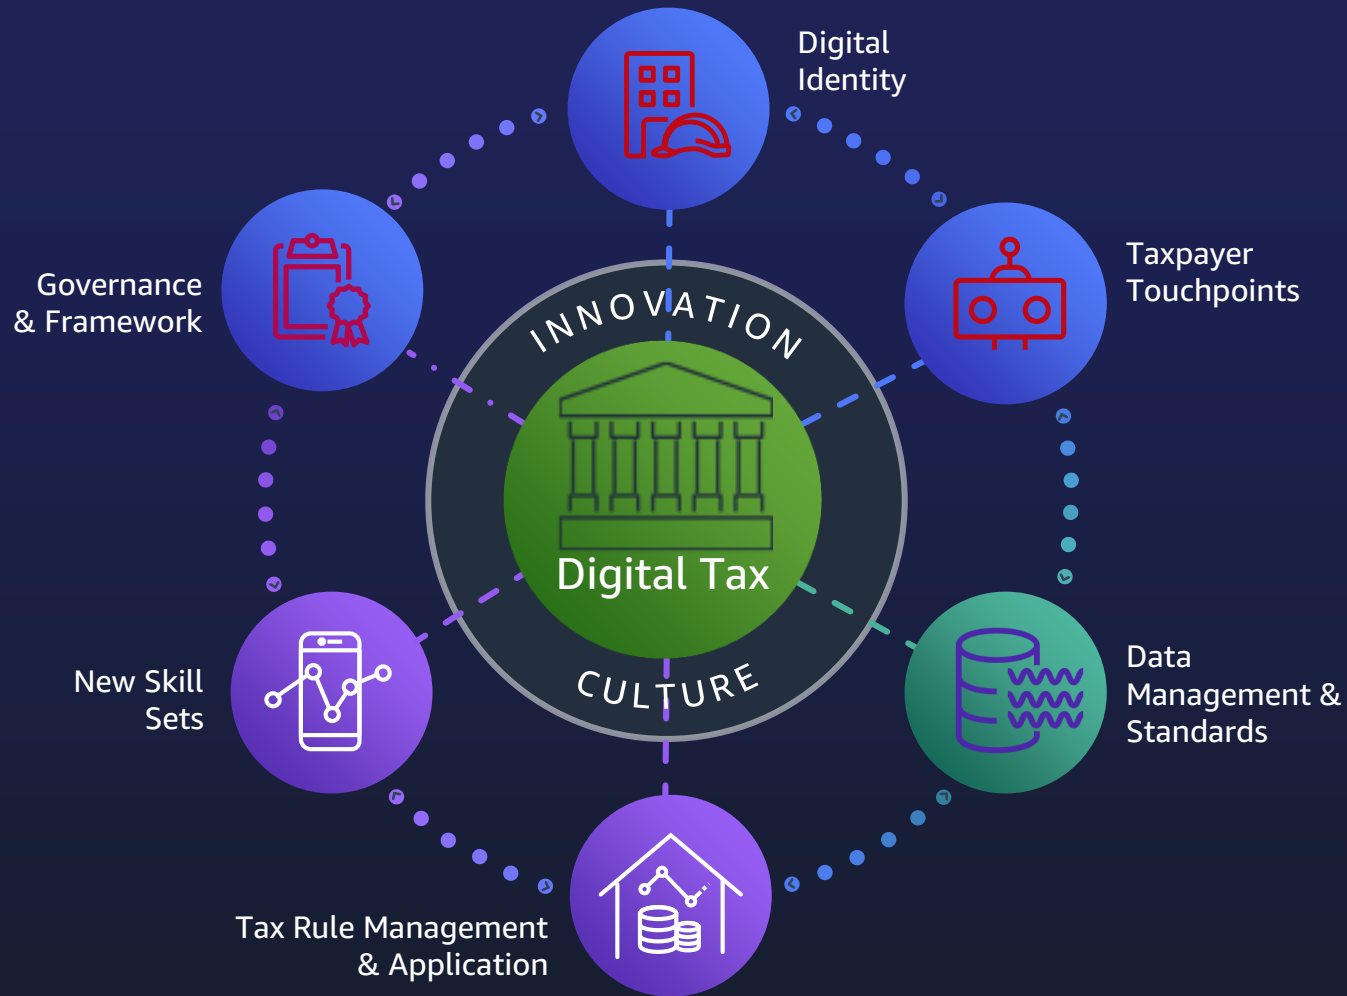 Digital
Identity
Taxpayer
Touchpoints
Governance
& Framework
INNOVATION
Digital Tax
CULTURE
New Skill
Sets
Data
Management &
Standards
Tax Rule Management
& Application